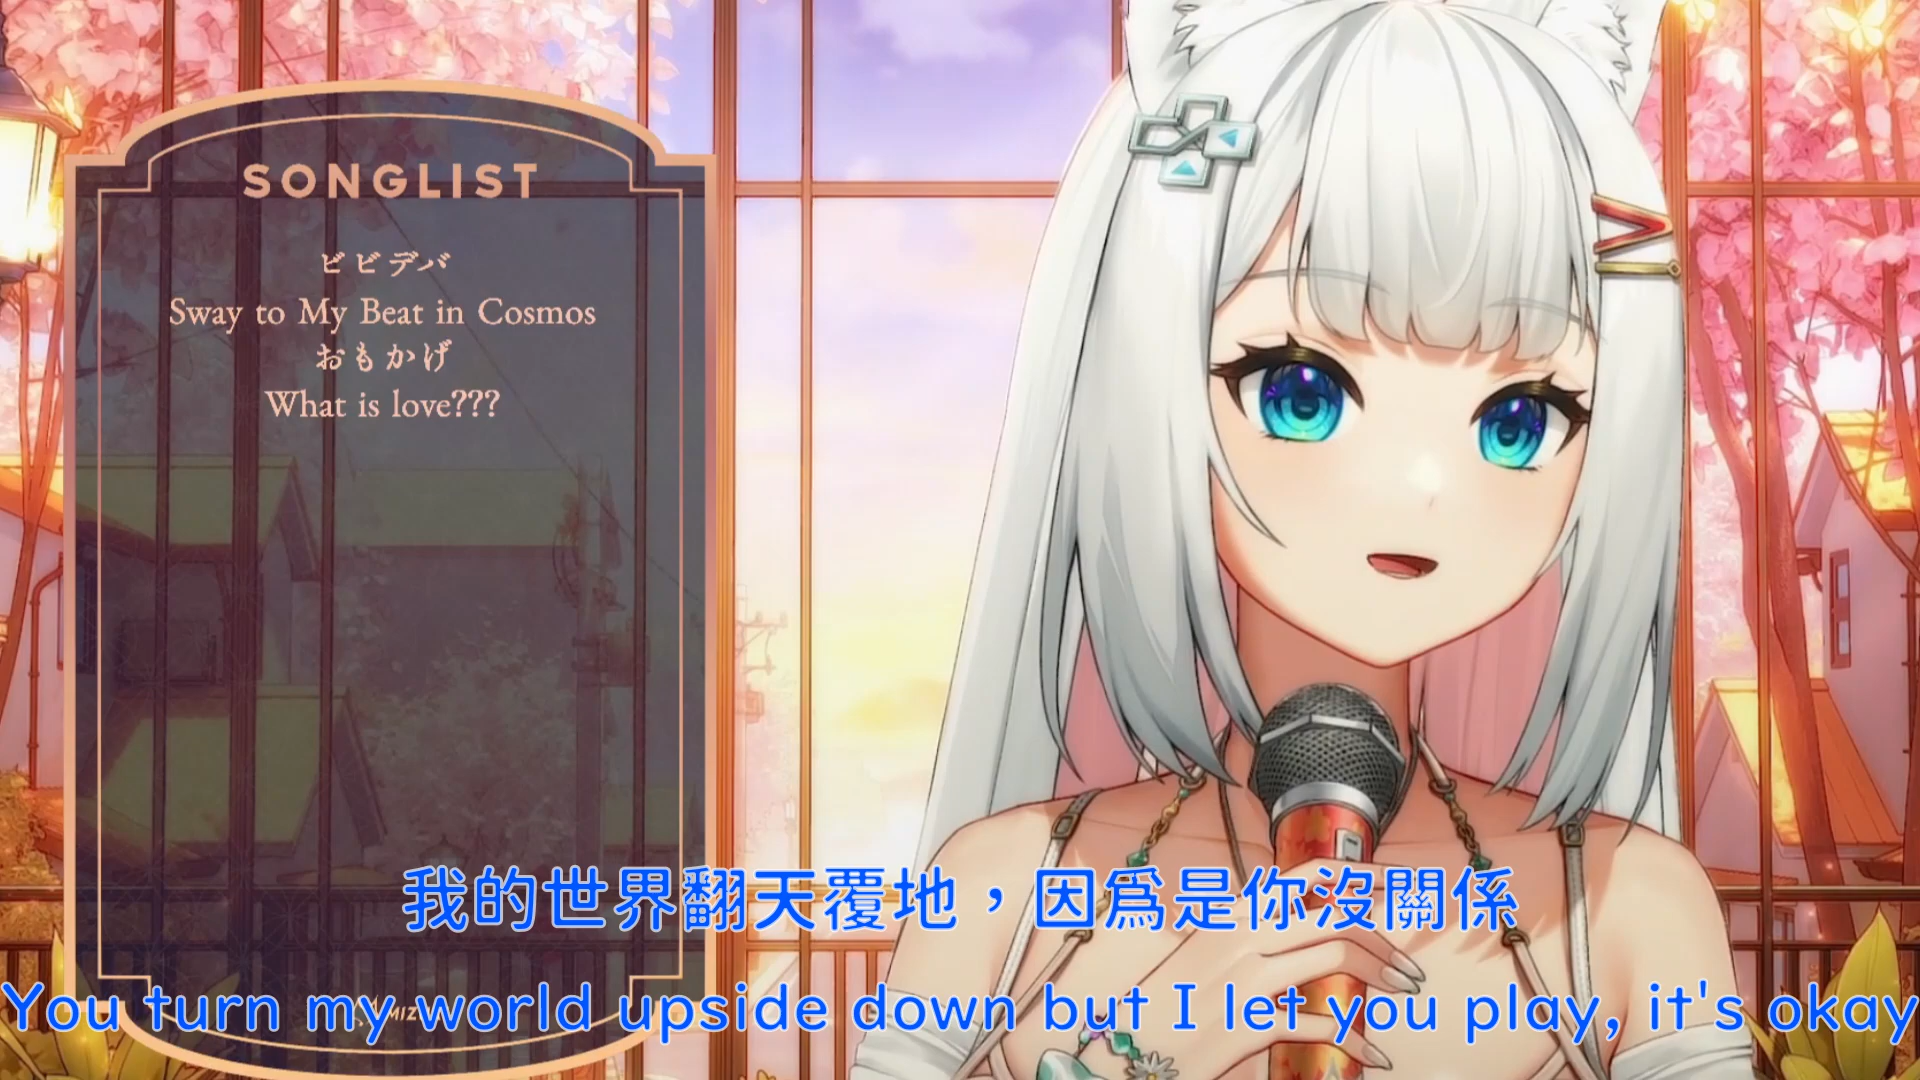 SONGLIST
ビビデバ
Sway to My Beat in Cosmos
おもかげ
What is love???
我的世界翻天覆地，因爲是你沒關係
You turn my world upside down but I let you play, it's okay